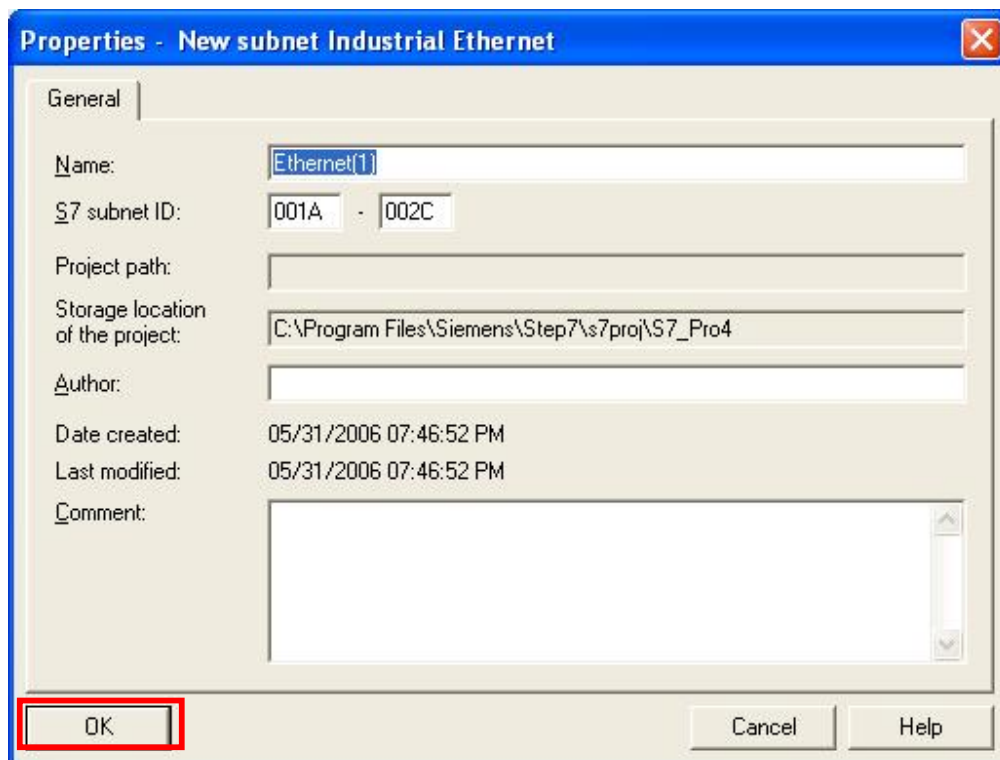 Properties - New subnet Industrial Ethernet
General
Name: Ethernet(1)
S7 subnet ID: 001A - 002C
Project path:
Storage location
of the project: C:\Program Files\Siemens\Step7\s7proj\S7_Pro4
Author:
Date created: 05/31/2006 07:46:52 PM
Last modified: 05/31/2006 07:46:52 PM
Comment:
OK Cancel Help